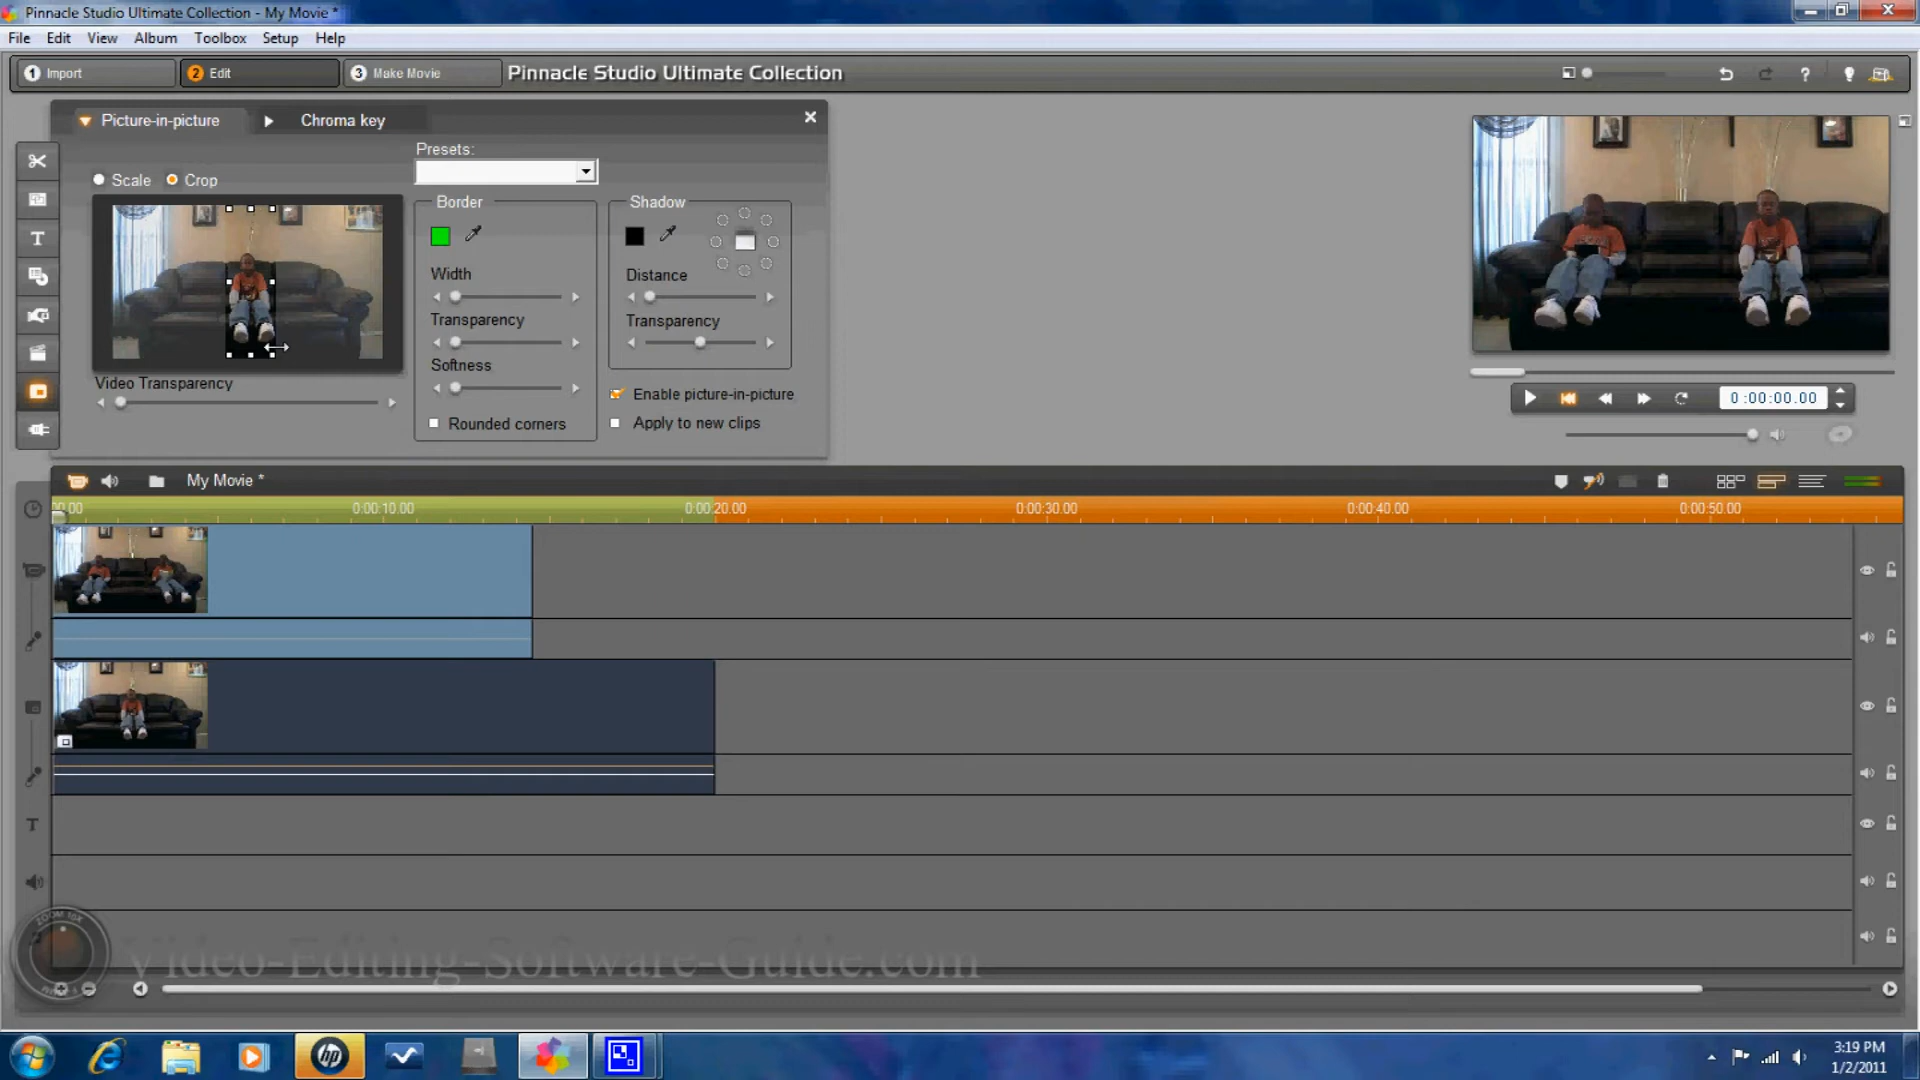 Pinnacle Studio Ultimate Collection - My Movie *
File Edit View Album Toolbox Setup Help
1 Import 2 Edit 3 Make Movie Pinnacle Studio Ultimate Collection
Picture-in-picture Chroma key
Presets:
Scale Crop
Border Shadow
Width Distance
Transparency Transparency
Softness
Video Transparency
Enable picture-in-picture
Rounded corners Apply to new clips
0:00:00.00
My Movie *
00.00 0:00:10.00 0:00:20.00 0:00:30.00 0:00:40.00 0:00:50.00
T
ZOOM 10X
Video-Editing-Software-Guide.com
3:19 PM
1/2/2011